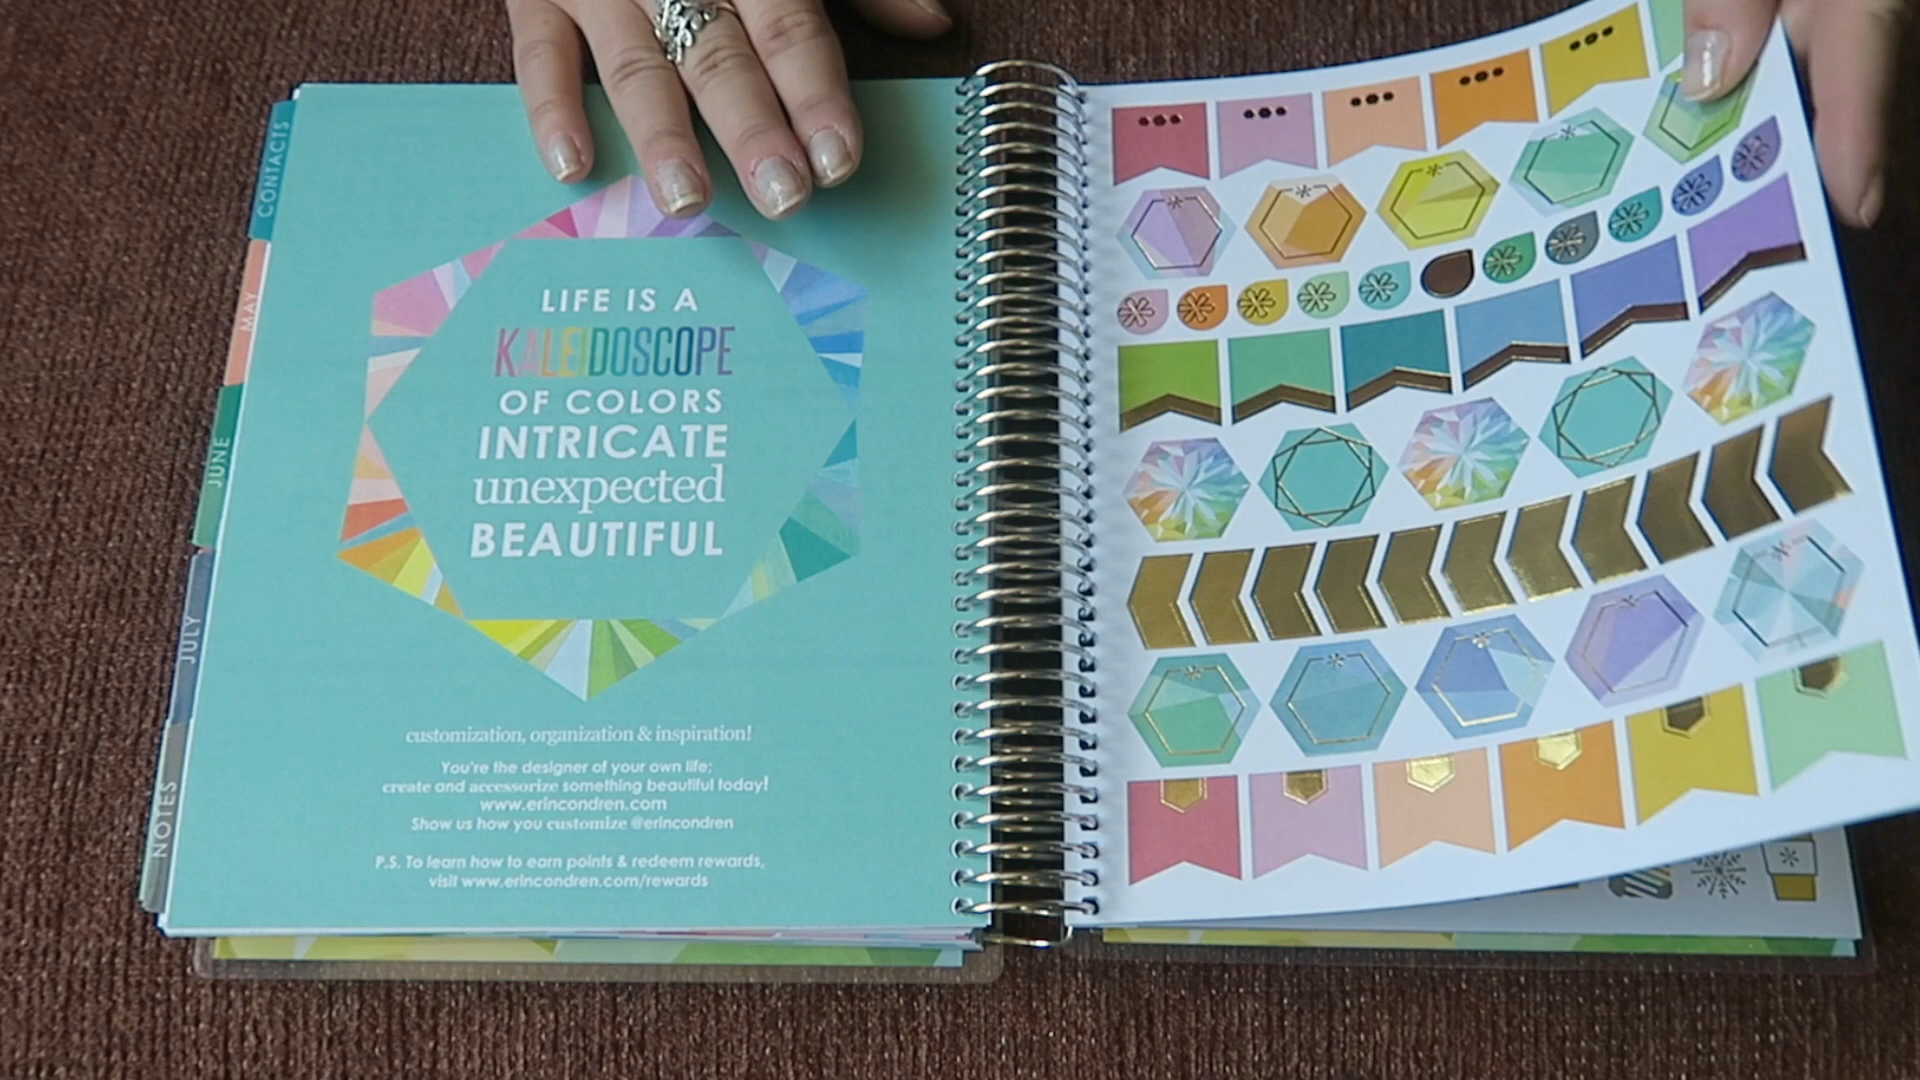 CONTACTS
MAY
JUNE
JULY
NOTES
LIFE IS A
KALEIDOSCOPE
OF COLORS
INTRICATE
unexpected
BEAUTIFUL
customization, organization & inspiration!
You're the designer of your own life;
create and accessorize something beautiful today!
www.erincondren.com
Show us how you customize @erincondren
P.S. To learn how to earn points & redeem rewards,
visit www.erincondren.com/rewards